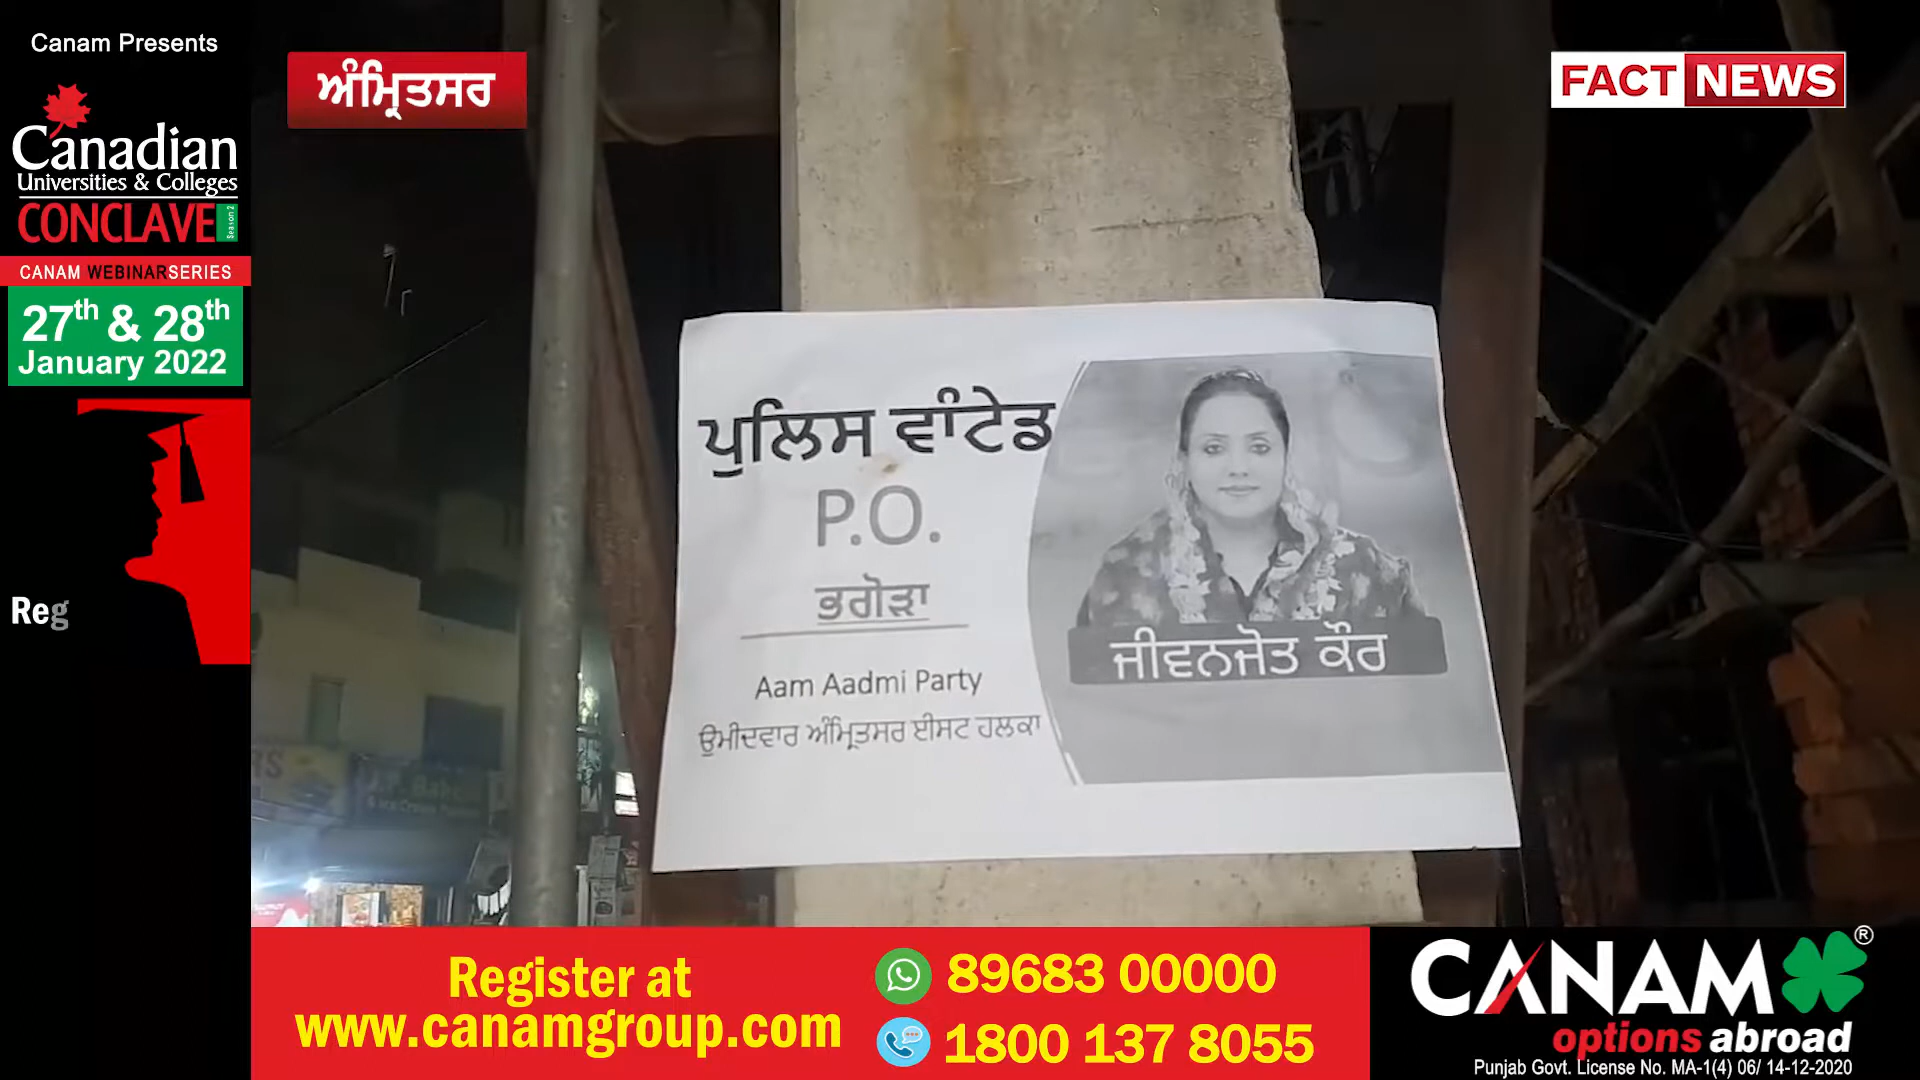 Canam Presents
Canadian
Universities & Colleges
CONCLAVE
Season 2
CANAM WEBINARSERIES
27th & 28th
January 2022
Reg
ਅੰਮ੍ਰਿਤਸਰ
FACT NEWS
ਪੁਲਿਸ ਵਾਂਟੇਡ
P.O.
ਭਗੋੜਾ
Aam Aadmi Party
ਉਮੀਦਵਾਰ ਅੰਮ੍ਰਿਤਸਰ ਈਸਟ ਹਲਕਾ
ਜੀਵਨਜੋਤ ਕੌਰ
Register at
www.canamgroup.com
89683 00000
1800 137 8055
CANAM®
options abroad
Punjab Govt. License No. MA-1(4) 06/ 14-12-2020